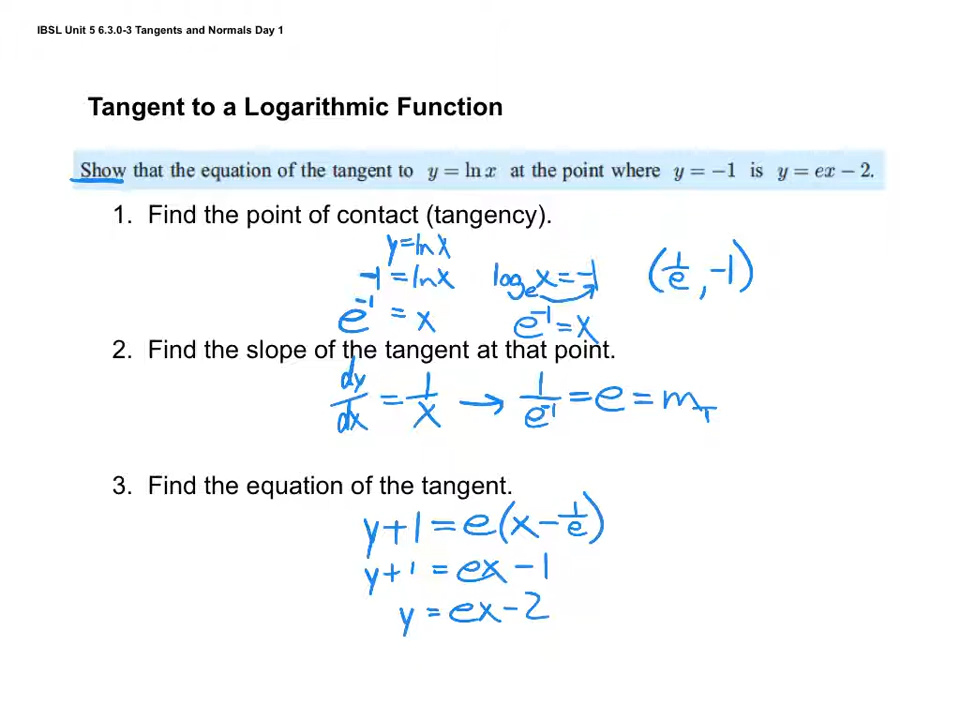 IBSL Unit 5 6.3.0-3 Tangents and Normals Day 1
Tangent to a Logarithmic Function
Show that the equation of the tangent to y = ln x at the point where y = −1 is y = ex − 2.
1. Find the point of contact (tangency).
y=lnx
-1 = lnx   logₑx = -1   (1/e, -1)
e⁻¹ = x   e⁻¹ = x
2. Find the slope of the tangent at that point.
dy/dx = 1/x → 1/e⁻¹ = e = m_T
3. Find the equation of the tangent.
y+1 = e(x - 1/e)
y+1 = ex - 1
y = ex - 2